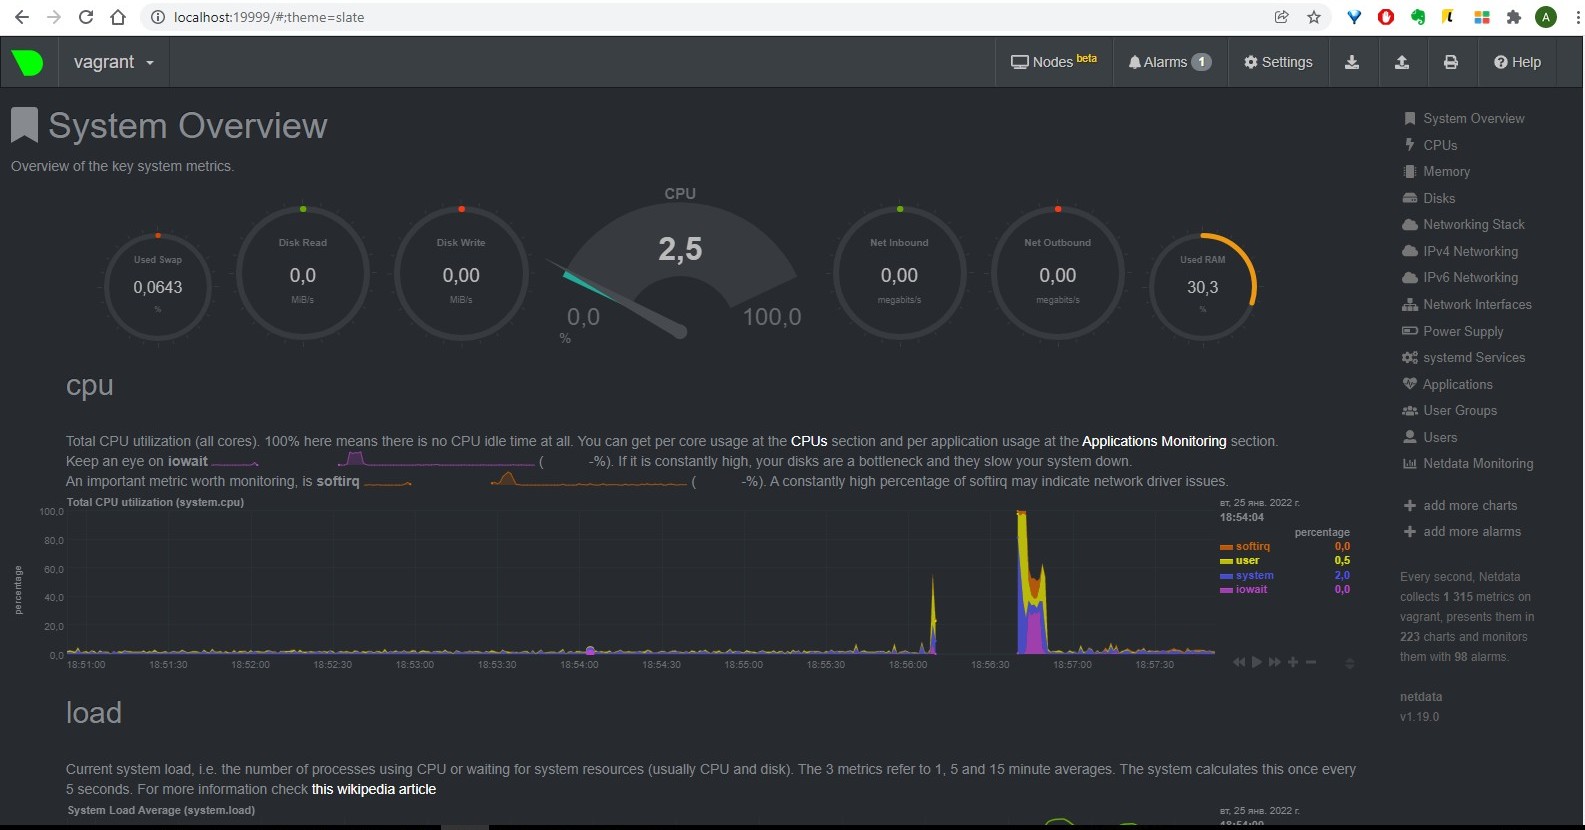 localhost:19999/#;theme=slate
A
vagrant
Nodes beta
Alarms 1
Settings
Help
System Overview
Overview of the key system metrics.
Used Swap
0,0643
%
Disk Read
0,0
MiB/s
Disk Write
0,00
MiB/s
CPU
2,5
0,0
100,0
%
Net Inbound
0,00
megabits/s
Net Outbound
0,00
megabits/s
Used RAM
30,3
%
cpu
Total CPU utilization (all cores). 100% here means there is no CPU idle time at all. You can get per core usage at the CPUs section and per application usage at the Applications Monitoring section.
Keep an eye on iowait ( -%). If it is constantly high, your disks are a bottleneck and they slow your system down.
An important metric worth monitoring, is softirq ( -%). A constantly high percentage of softirq may indicate network driver issues.
Total CPU utilization (system.cpu)
percentage
100,0
80,0
60,0
40,0
20,0
0,0
18:51:00 18:51:30 18:52:00 18:52:30 18:53:00 18:53:30 18:54:00 18:54:30 18:55:00 18:55:30 18:56:00 18:56:30 18:57:00 18:57:30
вт, 25 янв. 2022 г.
18:54:04
percentage
softirq 0,0
user 0,5
system 2,0
iowait 0,0
load
Current system load, i.e. the number of processes using CPU or waiting for system resources (usually CPU and disk). The 3 metrics refer to 1, 5 and 15 minute averages. The system calculates this once every
5 seconds. For more information check this wikipedia article
System Load Average (system.load)
вт, 25 янв. 2022 г.
System Overview
CPUs
Memory
Disks
Networking Stack
IPv4 Networking
IPv6 Networking
Network Interfaces
Power Supply
systemd Services
Applications
User Groups
Users
Netdata Monitoring
add more charts
add more alarms
Every second, Netdata
collects 1 315 metrics on
vagrant, presents them in
223 charts and monitors
them with 98 alarms.
netdata
v1.19.0